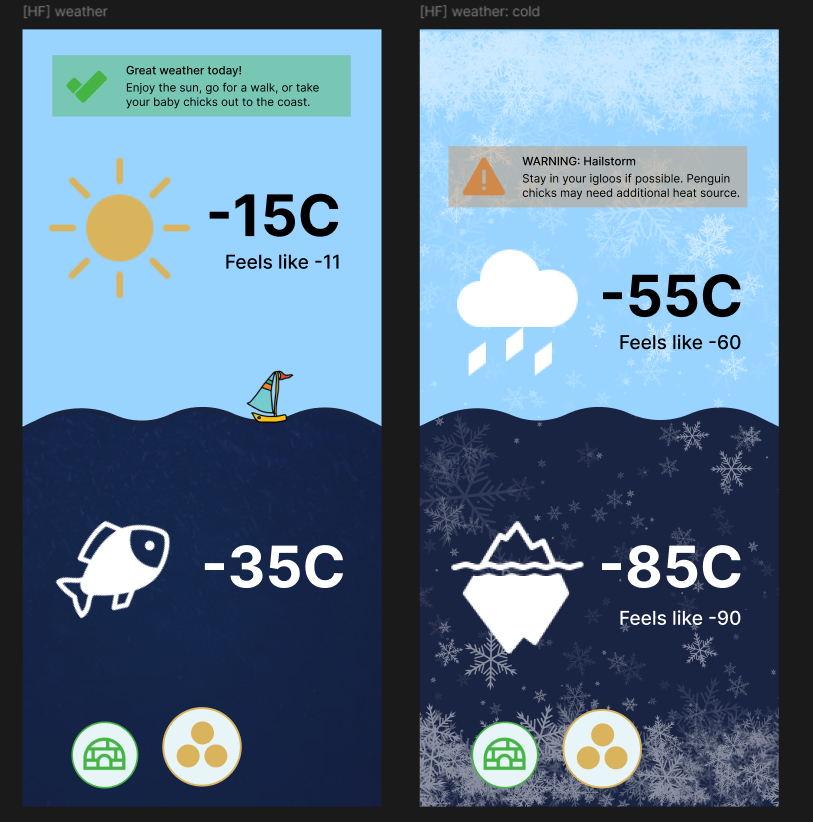 [HF] weather
Great weather today!
Enjoy the sun, go for a walk, or take
your baby chicks out to the coast.
-15C
Feels like -11
-35C
[HF] weather: cold
WARNING: Hailstorm
Stay in your igloos if possible. Penguin
chicks may need additional heat source.
-55C
Feels like -60
-85C
Feels like -90